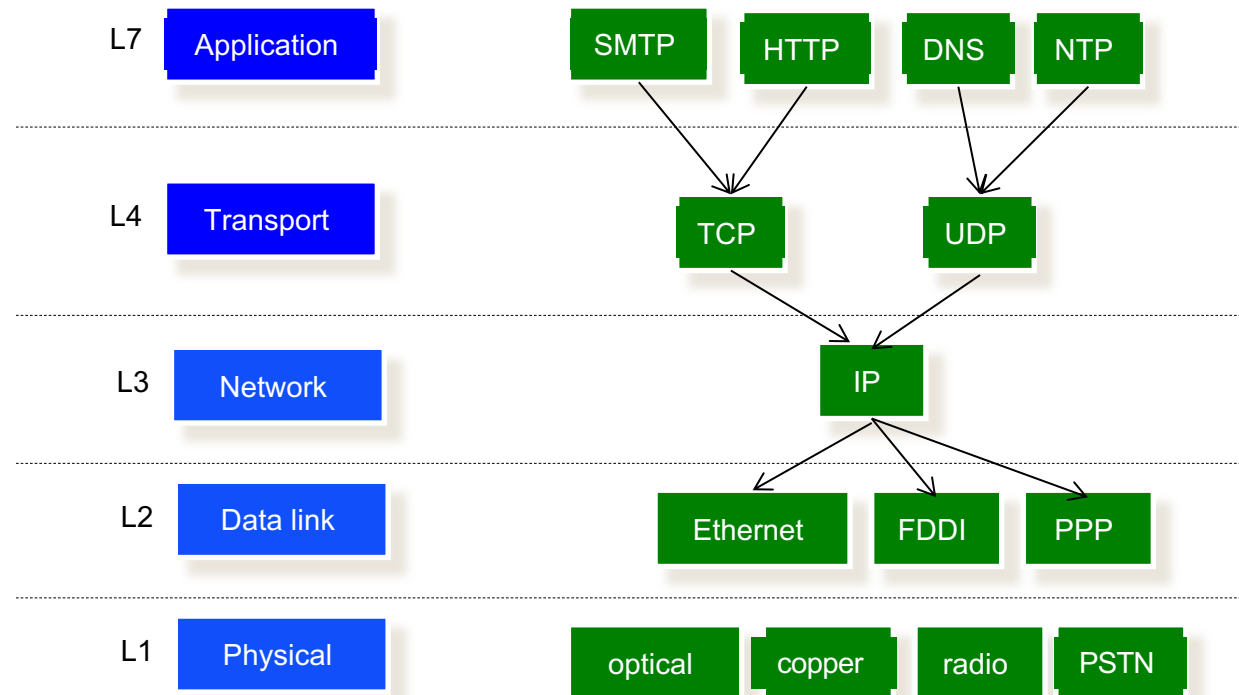 L7 Application SMTP HTTP DNS NTP
L4 Transport TCP UDP
L3 Network IP
L2 Data link Ethernet FDDI PPP
L1 Physical optical copper radio PSTN